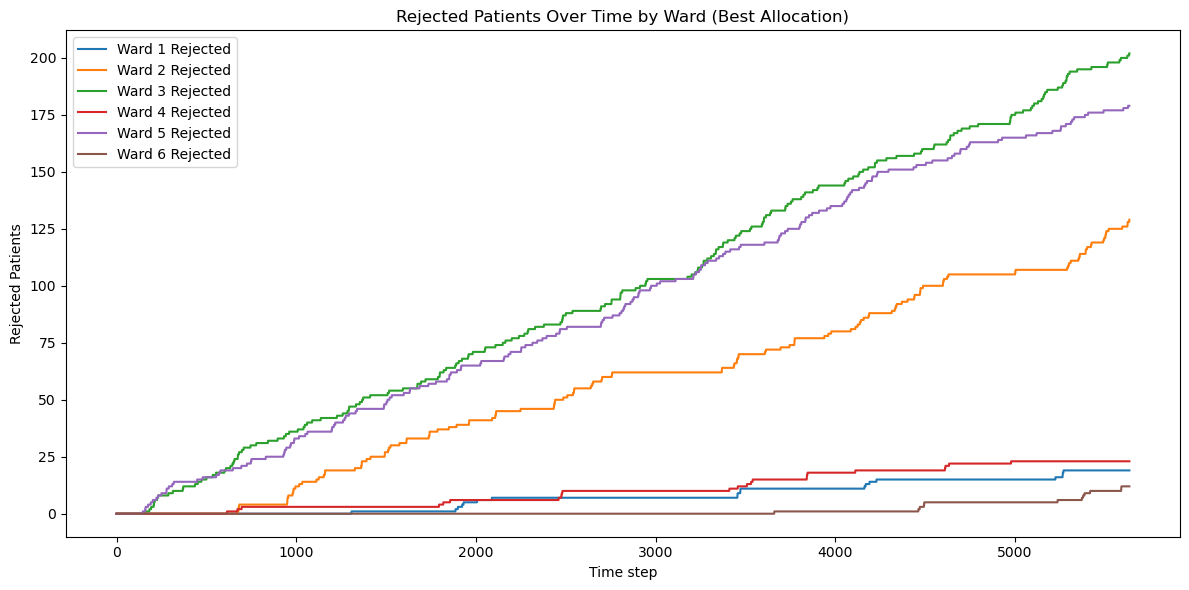 Rejected Patients Over Time by Ward (Best Allocation)
Ward 1 Rejected
Ward 2 Rejected
Ward 3 Rejected
Ward 4 Rejected
Ward 5 Rejected
Ward 6 Rejected
Rejected Patients
200
175
150
125
100
75
50
25
0
0 1000 2000 3000 4000 5000
Time step